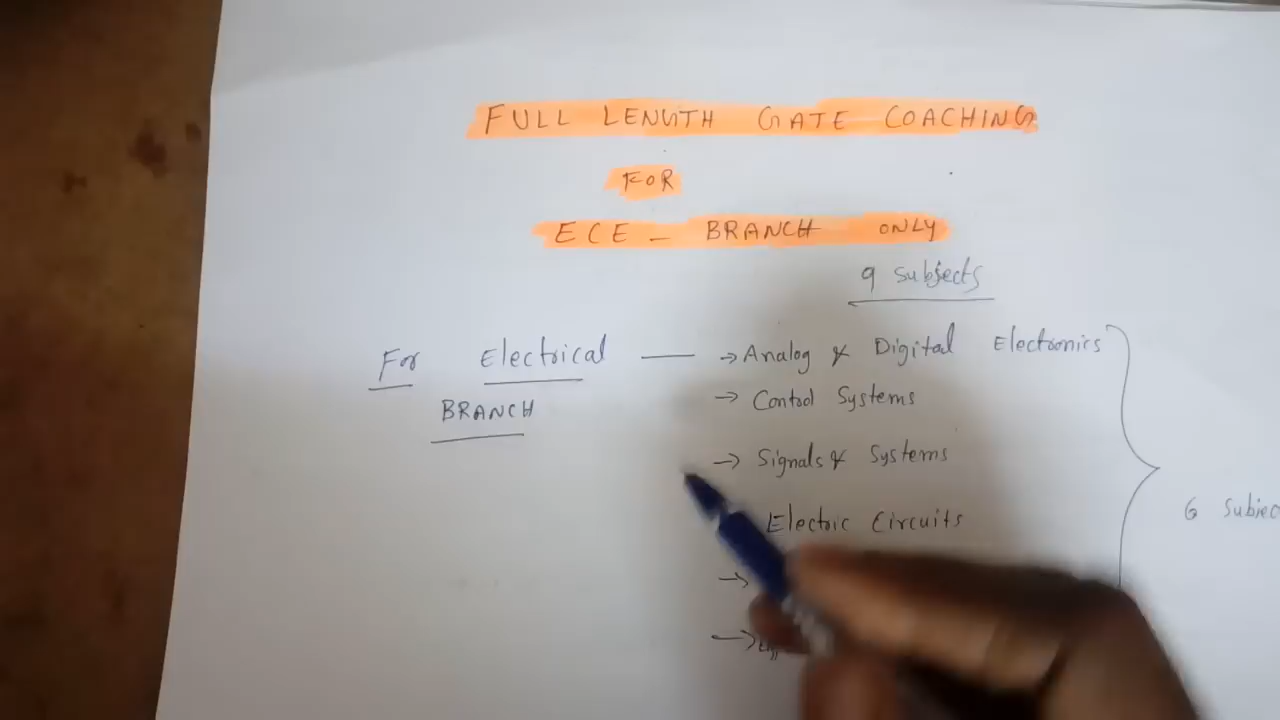 FULL LENGTH GATE COACHING
FOR
ECE - BRANCH ONLY
9 Subjects
For Electrical
BRANCH
→ Analog & Digital Electronics
→ Control Systems
→ Signals & Systems
Electric Circuits
→
→
6 Subjec